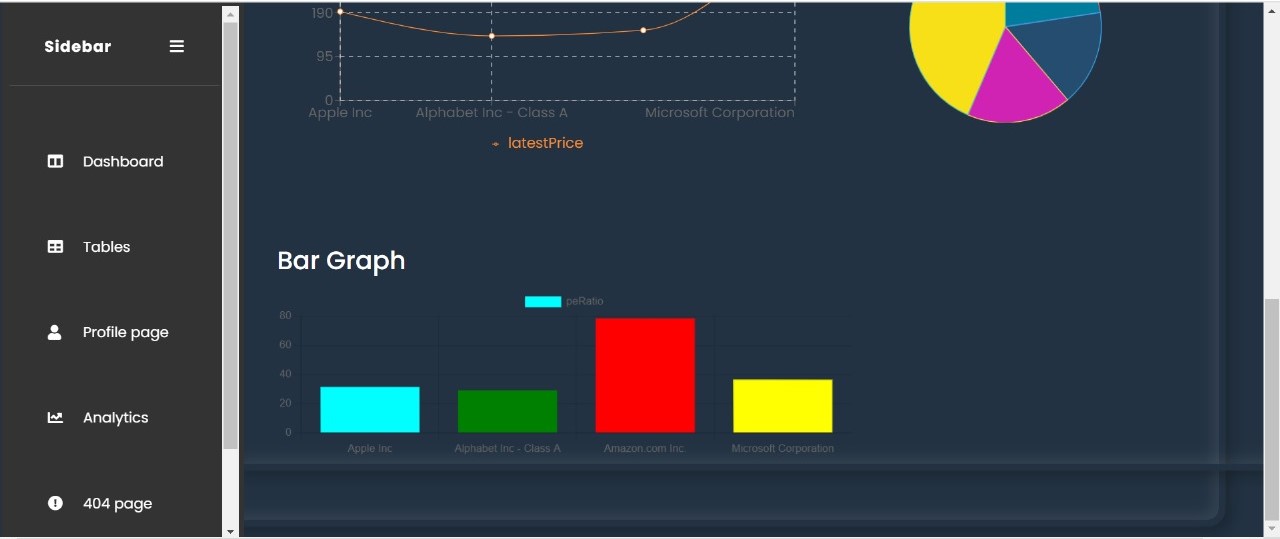 Sidebar
Dashboard
Tables
Profile page
Analytics
404 page
190
95
0
Apple Inc Alphabet Inc - Class A Microsoft Corporation
latestPrice
Bar Graph
peRatio
80
60
40
20
0
Apple Inc Alphabet Inc - Class A Amazon.com Inc. Microsoft Corporation